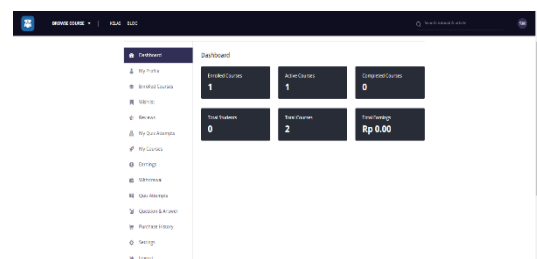 BROWSE COURSE
KELAS BLOG
Dashboard
My Profile
Enrolled Courses
Wishlist
Reviews
My Quiz Attempts
My Courses
Earnings
Withdrawal
Quiz Attempts
Question & Answer
Purchase History
Settings
Logout
Dashboard
Enrolled Courses
1
Active Courses
1
Completed Courses
0
Total Students
0
Total Courses
2
Total Earnings
Rp 0.00